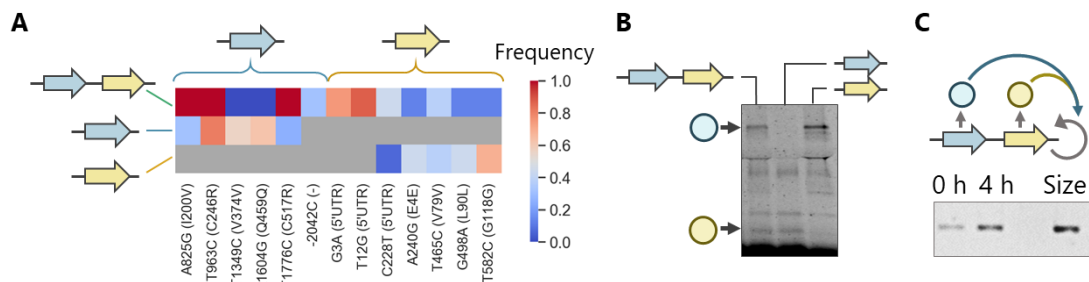 A
Frequency
1.0
0.8
0.6
0.4
0.2
0.0
A825G (I200V)
T963C (C246R)
T1349C (V374V)
1604G (Q459Q)
T1776C (C517R)
-2042C (-)
G3A (5'UTR)
T12G (5'UTR)
C228T (5'UTR)
A240G (E4E)
T465C (V79V)
G498A (L90L)
T582C (G118G)
B
C
0 h 4 h Size